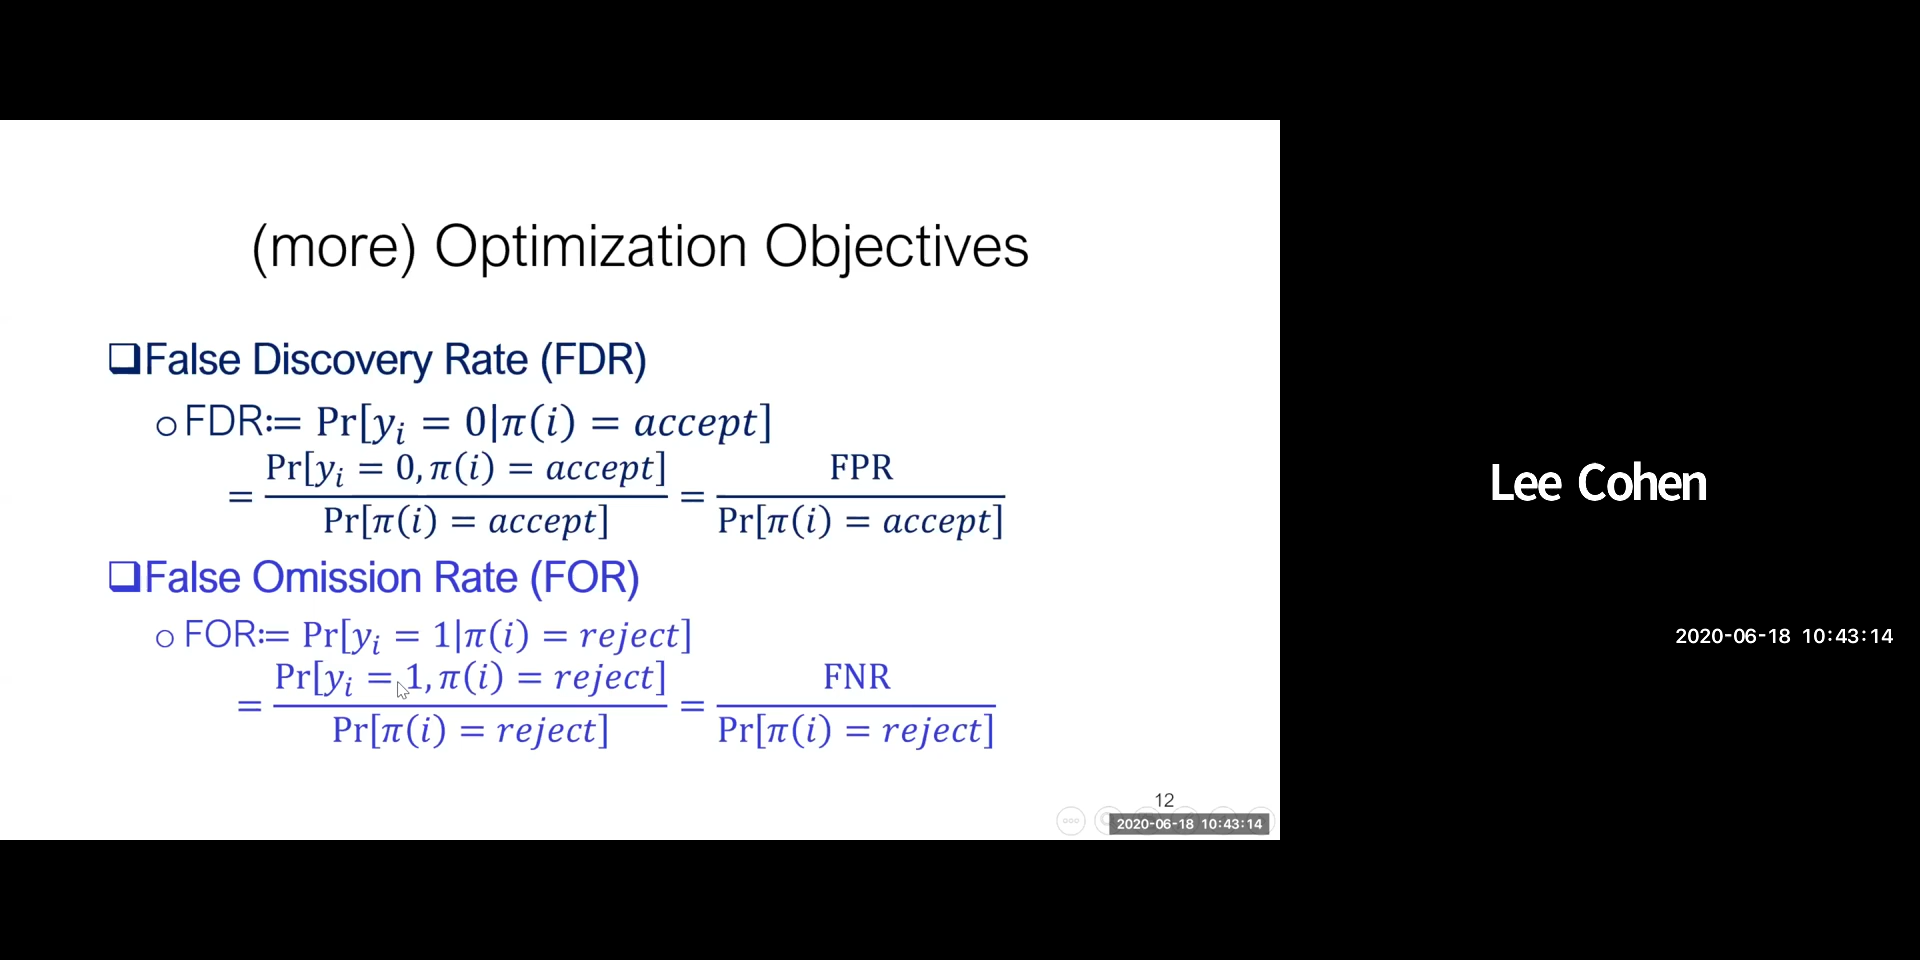 (more) Optimization Objectives
❑False Discovery Rate (FDR)
○ FDR≔ Pr[yᵢ = 0|π(i) = accept]
= Pr[yᵢ = 0, π(i) = accept] / Pr[π(i) = accept] = FPR / Pr[π(i) = accept]
❑False Omission Rate (FOR)
○ FOR≔ Pr[yᵢ = 1|π(i) = reject]
= Pr[yᵢ = 1, π(i) = reject] / Pr[π(i) = reject] = FNR / Pr[π(i) = reject]
12
2020-06-18 10:43:14
Lee Cohen
2020-06-18 10:43:14